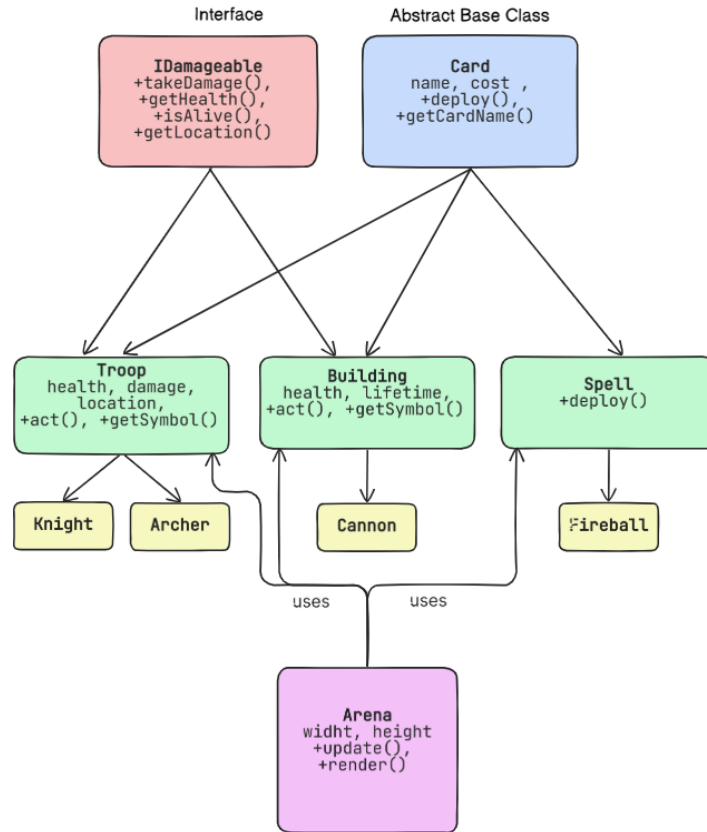 Interface
Abstract Base Class
IDamageable
+takeDamage(),
+getHealth(),
+isAlive(),
+getLocation()
Card
name, cost ,
+deploy(),
+getCardName()
Troop
health, damage,
location,
+act(), +getSymbol()
Building
health, lifetime,
+act(), +getSymbol()
Spell
+deploy()
Knight
Archer
Cannon
Fireball
uses
uses
Arena
widht, height
+update(),
+render()